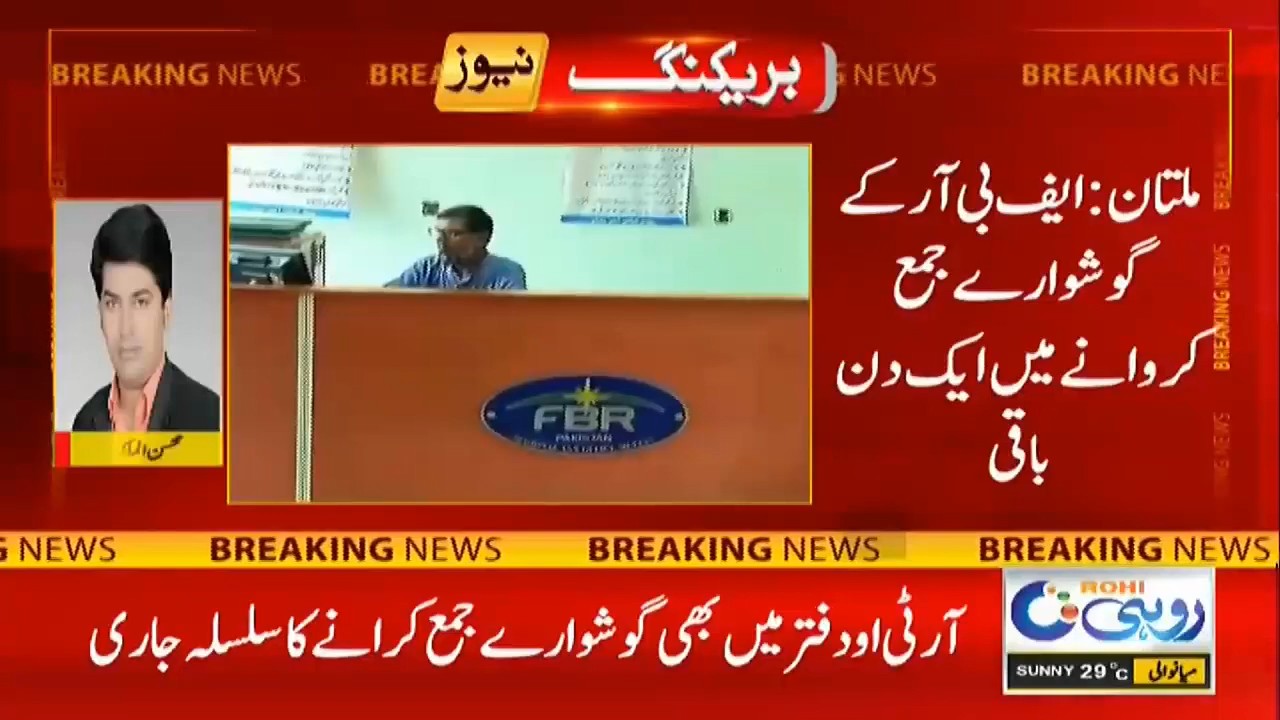 بریکنگ نیوز
BREAKING NEWS BREA G NEWS BREAKING NE
ملتان: ایف بی آر کے
گوشوارے جمع
کروانے میں ایک دن
باقی
FBR
PAKISTAN
محسن
G NEWS BREAKING NEWS BREAKING NEWS BREAKING NEWS
آر ٹی او دفتر میں بھی گوشوارے جمع کرانے کا سلسلہ جاری
ROHI
روہی
SUNNY 29°C میانوالی
BREAKING NEWS